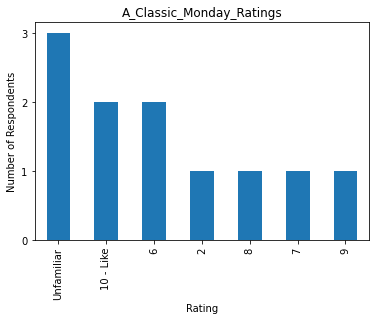 A_Classic_Monday_Ratings
Number of Respondents
3
2
1
0
Unfamiliar
10 - Like
6
2
8
7
9
Rating